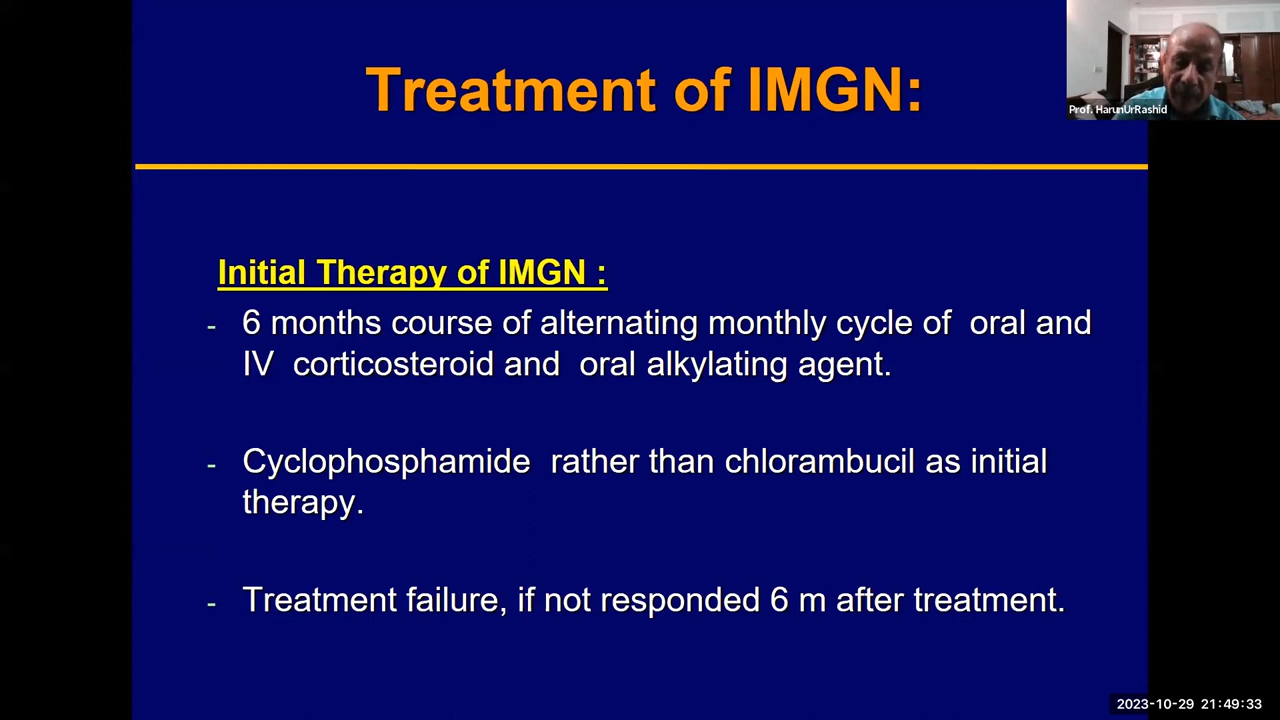 Treatment of IMGN:
Prof. HarunUrRashid
Initial Therapy of IMGN :
- 6 months course of alternating monthly cycle of oral and
IV corticosteroid and oral alkylating agent.
- Cyclophosphamide rather than chlorambucil as initial
therapy.
- Treatment failure, if not responded 6 m after treatment.
2023-10-29 21:49:33